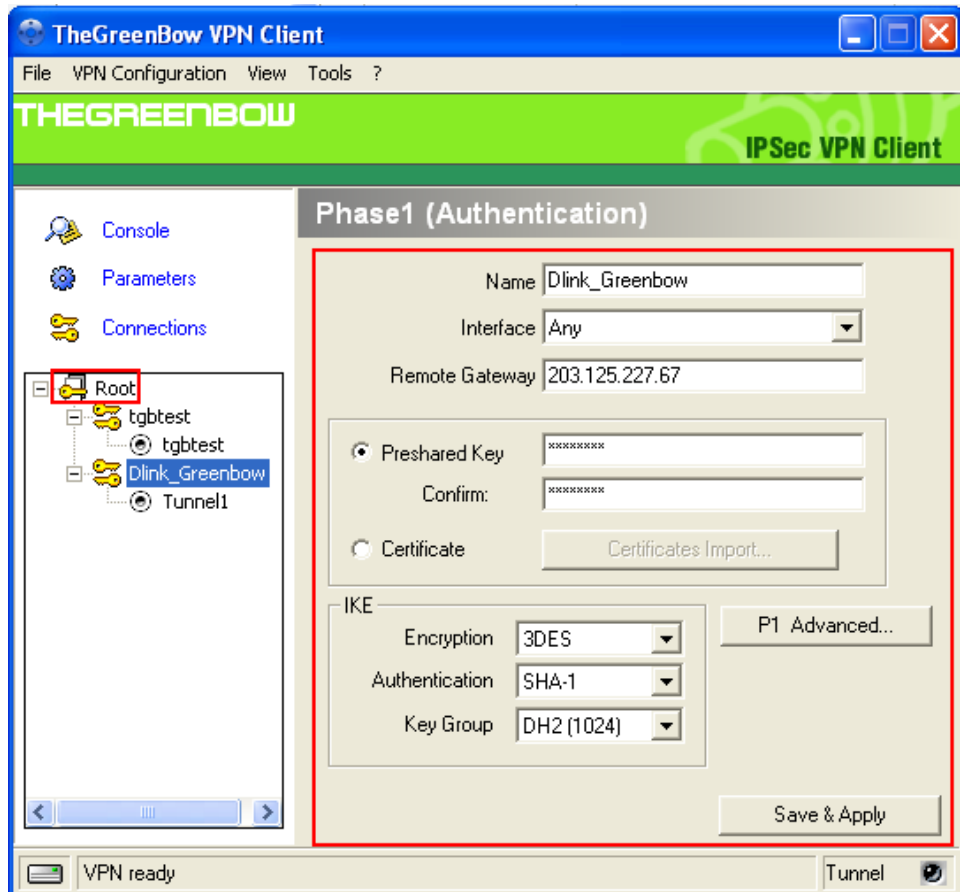 TheGreenBow VPN Client
File VPN Configuration View Tools ?
THEGREENBOW
IPSec VPN Client
Console
Parameters
Connections
Root
tgbtest
tgbtest
Dlink_Greenbow
Tunnel1
Phase1 (Authentication)
Name Dlink_Greenbow
Interface Any
Remote Gateway 203.125.227.67
Preshared Key ********
Confirm: ********
Certificate Certificates Import...
IKE
Encryption 3DES
Authentication SHA-1
Key Group DH2 (1024)
P1 Advanced...
Save & Apply
VPN ready
Tunnel